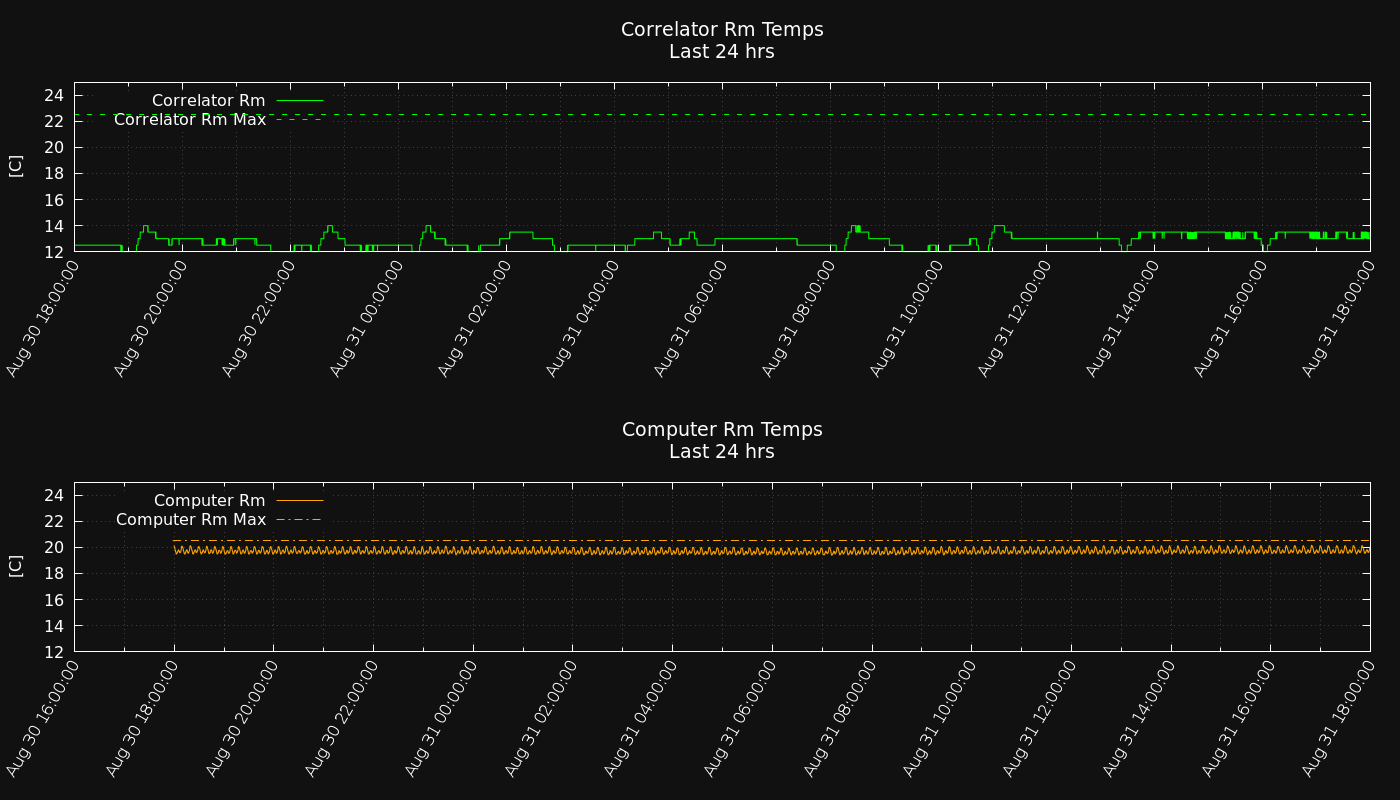 Correlator Rm Temps
Last 24 hrs
Correlator Rm
Correlator Rm Max
[C]
24
22
20
18
16
14
12
Aug 30 18:00:00
Aug 30 20:00:00
Aug 30 22:00:00
Aug 31 00:00:00
Aug 31 02:00:00
Aug 31 04:00:00
Aug 31 06:00:00
Aug 31 08:00:00
Aug 31 10:00:00
Aug 31 12:00:00
Aug 31 14:00:00
Aug 31 16:00:00
Aug 31 18:00:00
Computer Rm Temps
Last 24 hrs
Computer Rm
Computer Rm Max
[C]
24
22
20
18
16
14
12
Aug 30 16:00:00
Aug 30 18:00:00
Aug 30 20:00:00
Aug 30 22:00:00
Aug 31 00:00:00
Aug 31 02:00:00
Aug 31 04:00:00
Aug 31 06:00:00
Aug 31 08:00:00
Aug 31 10:00:00
Aug 31 12:00:00
Aug 31 14:00:00
Aug 31 16:00:00
Aug 31 18:00:00